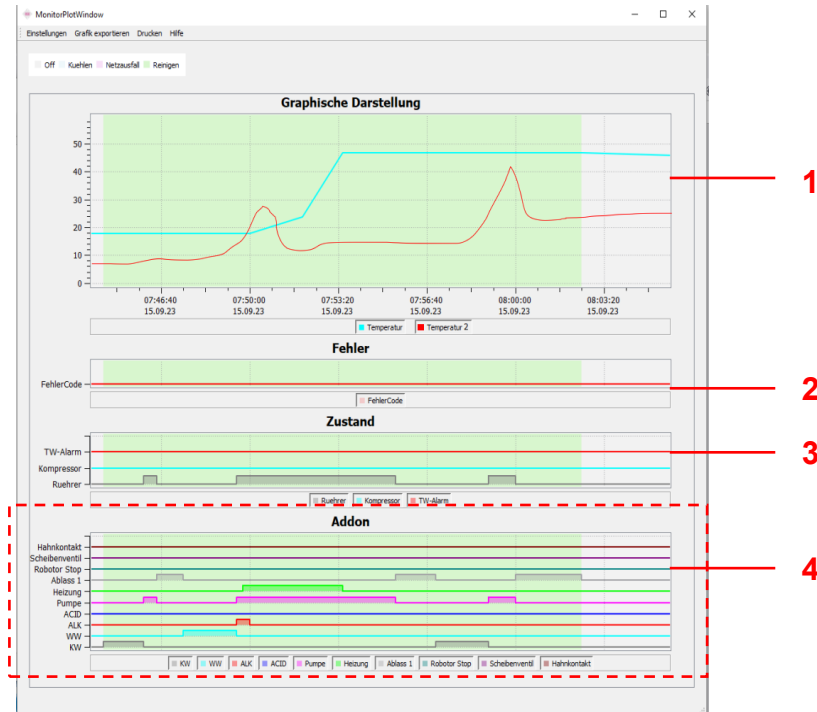 MonitorPlotWindow
Einstellungen Grafik exportieren Drucken Hilfe
Off Kuehlen Netzausfall Reinigen
Graphische Darstellung
50
40
30
20
10
0
07:46:40 07:50:00 07:53:20 07:56:40 08:00:00 08:03:20
15.09.23 15.09.23 15.09.23 15.09.23 15.09.23 15.09.23
Temperatur Temperatur 2
1
Fehler
FehlerCode
FehlerCode
2
Zustand
TW-Alarm
Kompressor
Ruehrer
Ruehrer Kompressor TW-Alarm
3
Addon
Hahnkontakt
Scheibenventil
Robotor Stop
Ablass 1
Heizung
Pumpe
ACID
ALK
WW
KW
KW WW ALK ACID Pumpe Heizung Ablass 1 Robotor Stop Scheibenventil Hahnkontakt
4